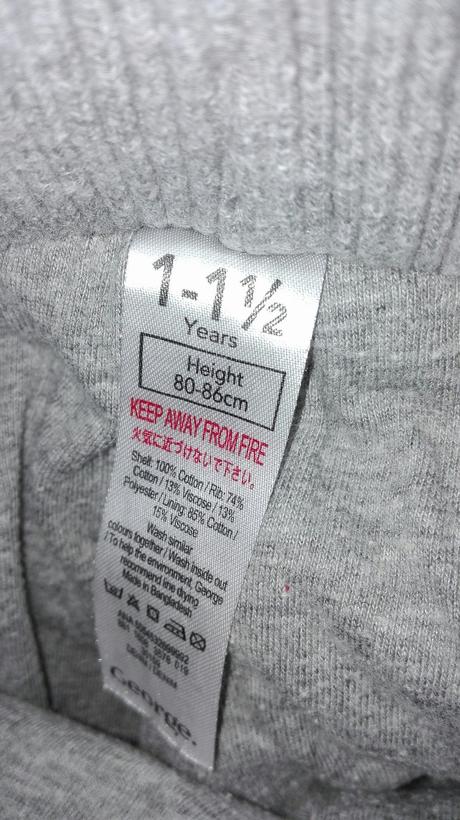 1-1½
Years
Height
80-86cm
KEEP AWAY FROM FIRE
火気に近づけないで下さい。
Shell: 100% Cotton / Rib: 74%
Cotton / 13% Viscose / 13%
Polyester / Lining: 85% Cotton /
15% Viscose
Wash similar
colours together / Wash inside out
/ To help the environment, George
recommend line drying
Made in Bangladesh
George.